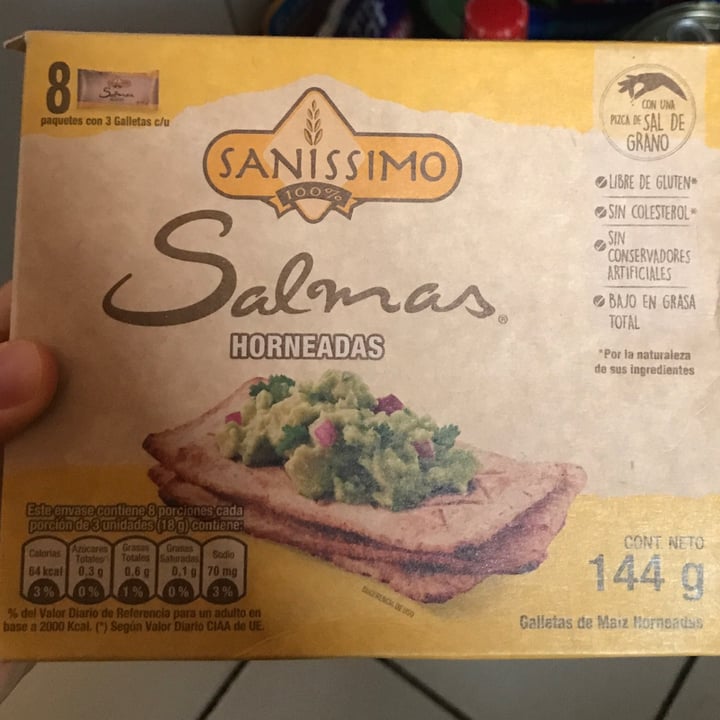 8
Salmas
paquetes con 3 Galletas c/u
SANISSIMO
100%
Salmas®
HORNEADAS
CON UNA
PIZCA DE SAL DE
GRANO
LIBRE DE GLUTEN*
SIN COLESTEROL*
SIN
CONSERVADORES
ARTIFICIALES
BAJO EN GRASA
TOTAL
*Por la naturaleza
de sus ingredientes
Este envase contiene 8 porciones cada
porción de 3 unidades (18 g) contiene:
Calorías
64 kcal
3 %
Azúcares
Totales
0,3 g
0 %
Grasas
Totales
0,6 g
1 %
Grasas
Saturadas
0,1 g
0 %
Sodio
70 mg
3 %
% del Valor Diario de Referencia para un adulto en
base a 2000 Kcal. (*) Según Valor Diario CIAA de UE.
SUGERENCIA DE USO
CONT. NETO
144 g
Galletas de Maíz Horneadas